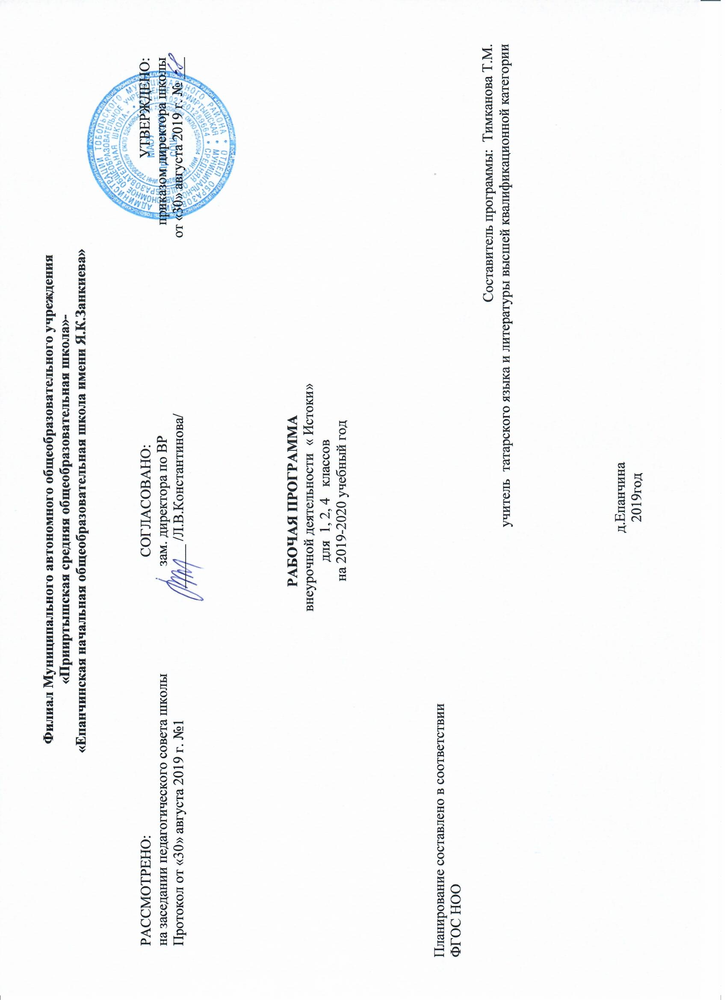 Филиал Муниципального автономного общеобразовательного учреждения
«Прииртышская средняя общеобразовательная школа»-
«Епанчинская начальная общеобразовательная школа имени Я.К.Занкиева»
РАССМОТРЕНО:
на заседании педагогического совета школы
Протокол от «30» августа 2019 г. №1
СОГЛАСОВАНО:
зам. директора по ВР
/Л.В.Константинова/
УТВЕРЖДЕНО:
приказом директора школы
от «30» августа 2019 г. №
РАБОЧАЯ ПРОГРАММА
внеурочной деятельности « Истоки»
для 1, 2, 4 классов
на 2019-2020 учебный год
Планирование составлено в соответствии
ФГОС НОО
Составитель программы: Тимканова Т.М.
учитель татарского языка и литературы высшей квалификационной категории
д.Епанчина
2019год